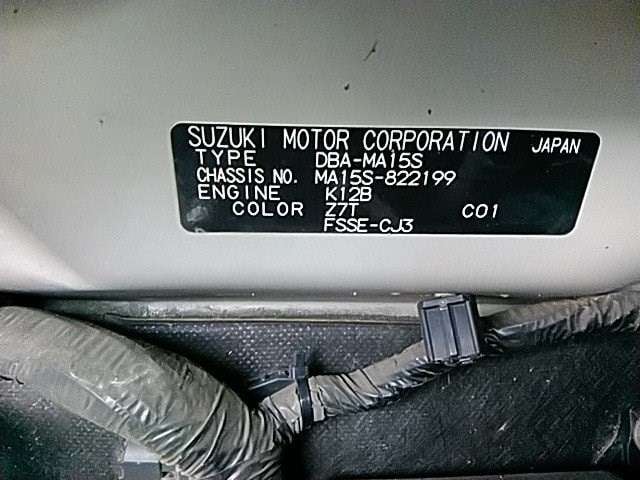 SUZUKI MOTOR CORPORATION JAPAN
TYPE DBA-MA15S
CHASSIS NO. MA15S-822199
ENGINE K12B
COLOR Z7T C01
FSSE-CJ3